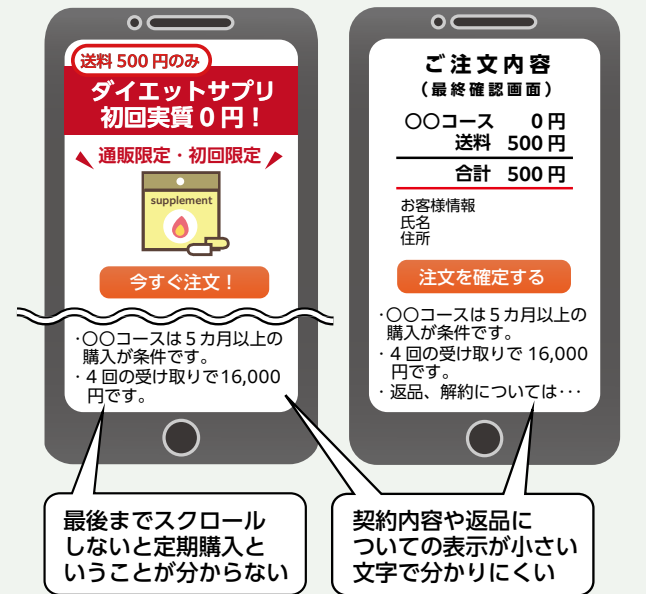 送料 500 円のみ
ダイエットサプリ
初回実質 0 円！
通販限定・初回限定
supplement
今すぐ注文！
・〇〇コースは 5 カ月以上の
購入が条件です。
・4 回の受け取りで16,000
円です。
最後までスクロール
しないと定期購入と
いうことが分からない
ご注文内容
（最終確認画面）
〇〇コース 0 円
送料 500 円
合計 500 円
お客様情報
氏名
住所
注文を確定する
・〇〇コースは 5 カ月以上の
購入が条件です。
・4 回の受け取りで 16,000
円です。
・返品、解約については･･･
契約内容や返品に
ついての表示が小さい
文字で分かりにくい